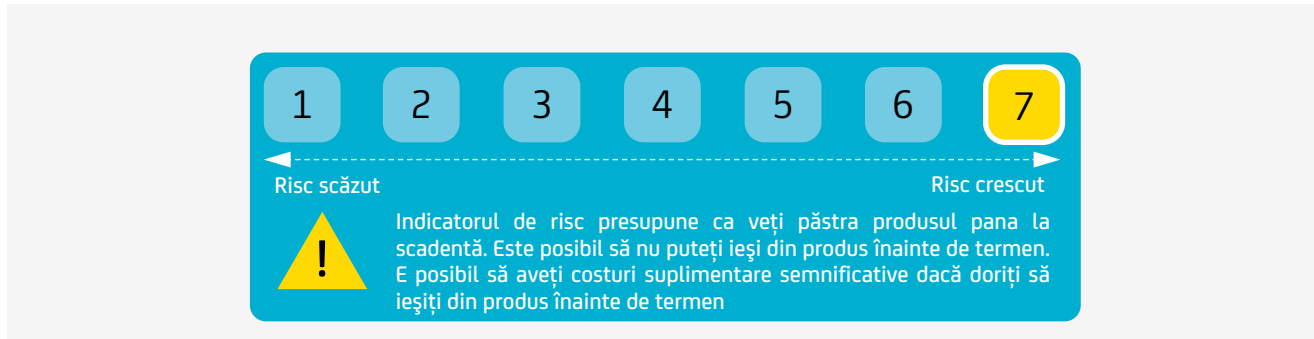 1 2 3 4 5 6 7
Risc scăzut Risc crescut
!
Indicatorul de risc presupune ca veți păstra produsul pana la
scadentă. Este posibil să nu puteți ieşi din produs înainte de termen.
E posibil să aveți costuri suplimentare semnificative dacă doriți să
ieşiți din produs înainte de termen